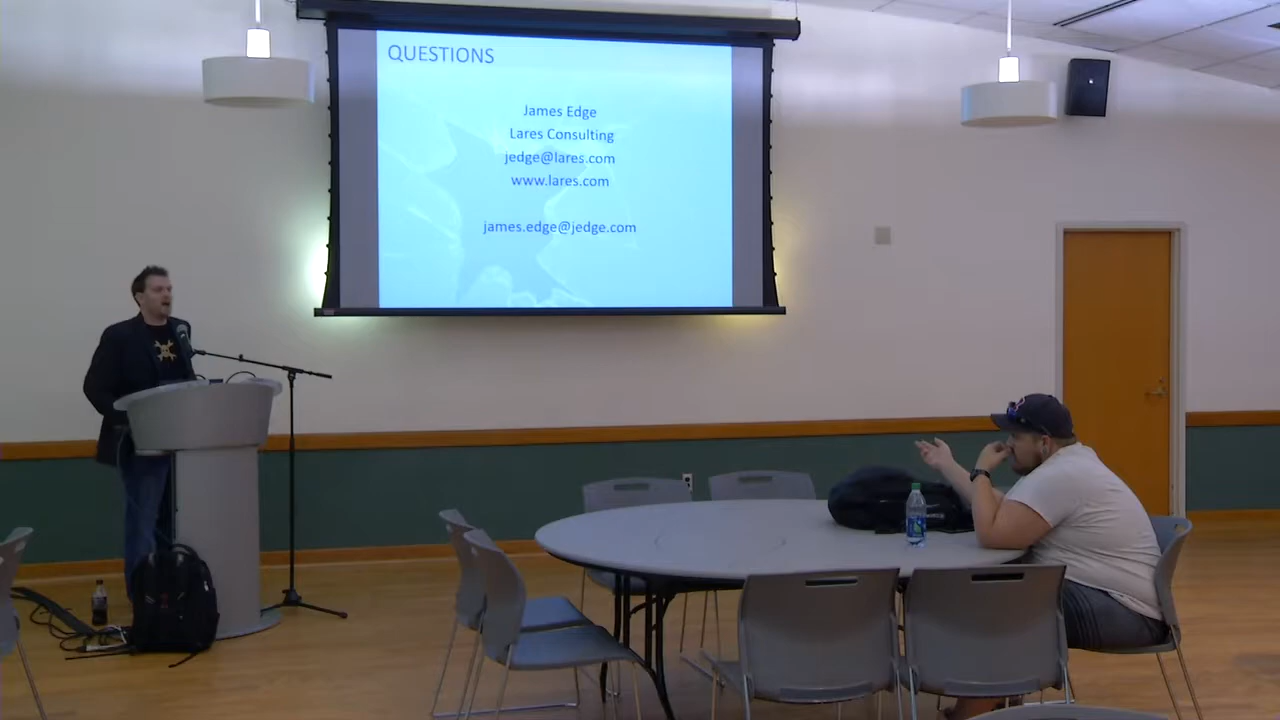 QUESTIONS
James Edge
Lares Consulting
jedge@lares.com
www.lares.com
james.edge@jedge.com